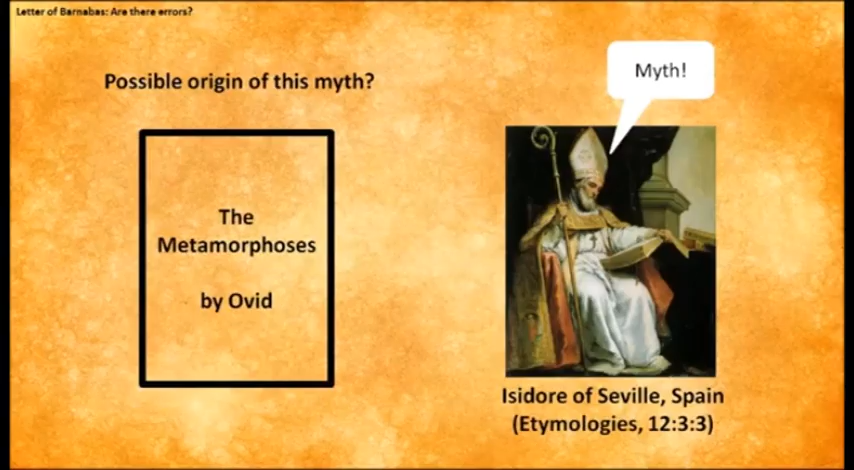 Letter of Barnabas: Are there errors?
Possible origin of this myth?
Myth!
The
Metamorphoses
by Ovid
Isidore of Seville, Spain
(Etymologies, 12:3:3)